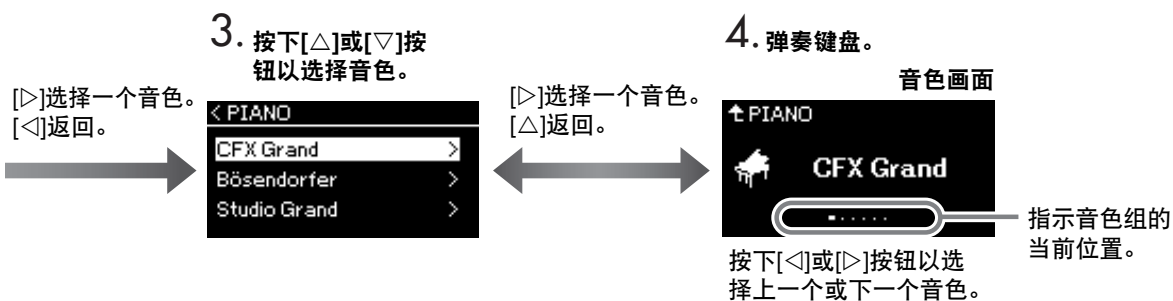 [▷]选择一个音色。
[◁]返回。
3. 按下[△]或[▽]按
钮以选择音色。
< PIANO
CFX Grand >
Bösendorfer >
Studio Grand >
[▷]选择一个音色。
[△]返回。
4. 弹奏键盘。
音色画面
↑ PIANO
CFX Grand
指示音色组的
当前位置。
按下[◁]或[▷]按钮以选
择上一个或下一个音色。